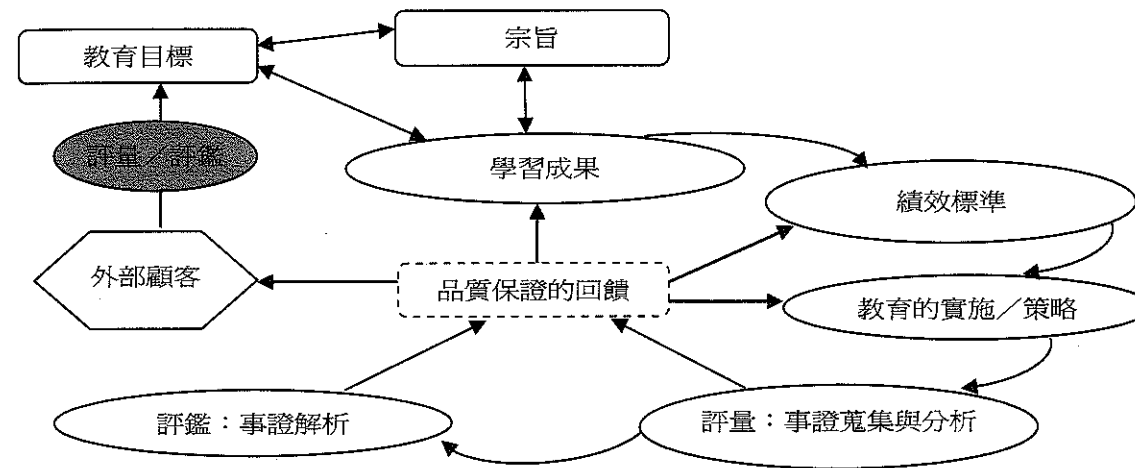 宗旨
教育目標
評量／評鑑
學習成果
績效標準
外部顧客
品質保證的回饋
教育的實施／策略
評鑑：事證解析
評量：事證蒐集與分析